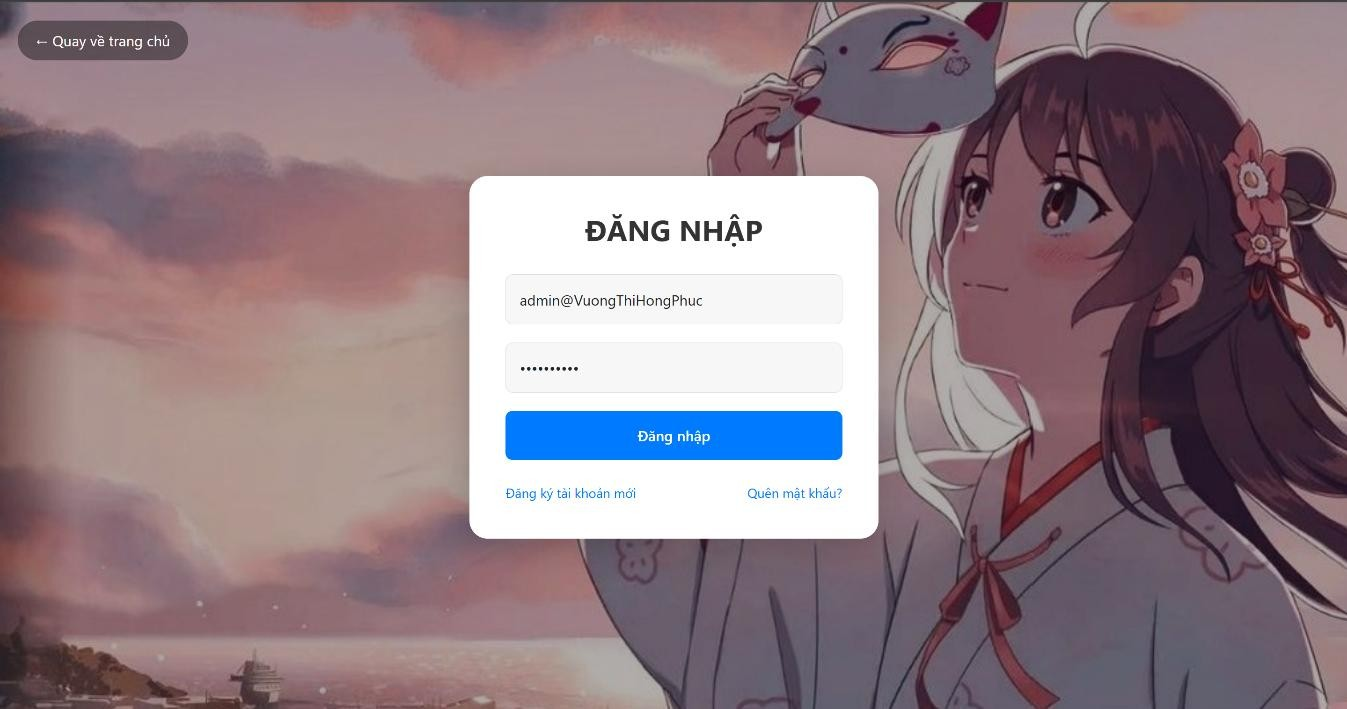 ← Quay về trang chủ
ĐĂNG NHẬP
admin@VuongThiHongPhuc
••••••••••
Đăng nhập
Đăng ký tài khoản mới
Quên mật khẩu?